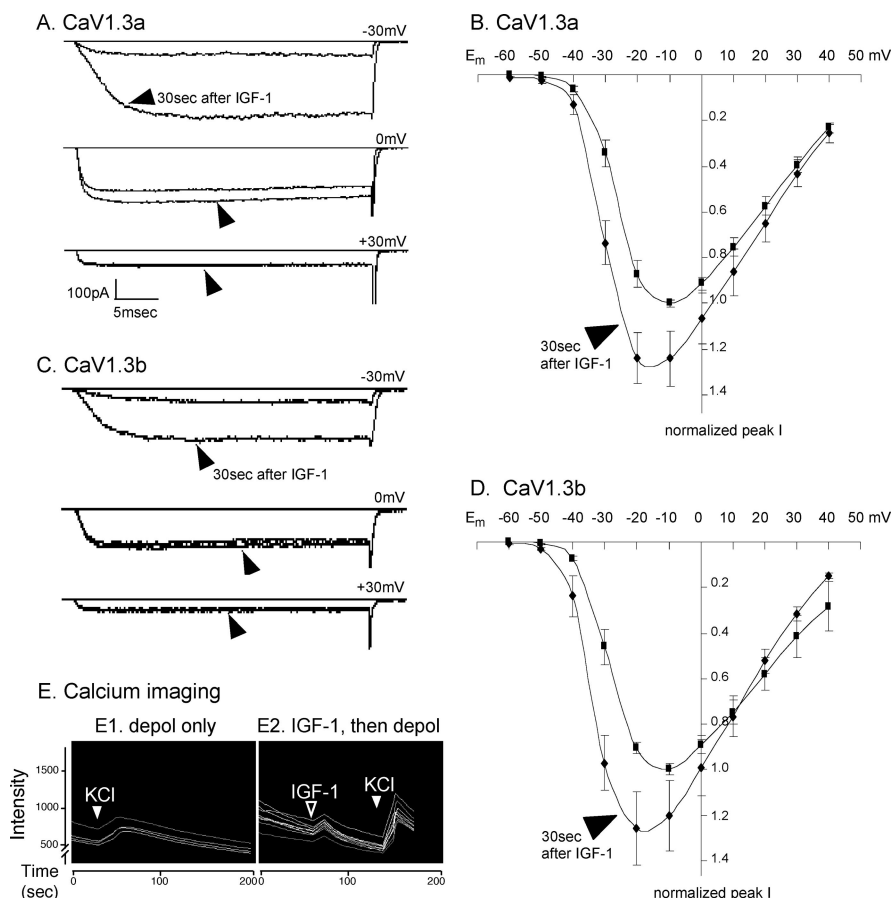 A. CaV1.3a
-30mV
30sec after IGF-1
0mV
+30mV
100pA
5msec
B. CaV1.3a
Em -60 -50 -40 -30 -20 -10 0 10 20 30 40 50 mV
0.2
0.4
0.6
0.8
1.0
1.2
1.4
30sec
after IGF-1
normalized peak I
C. CaV1.3b
-30mV
30sec after IGF-1
0mV
+30mV
D. CaV1.3b
Em -60 -50 -40 -30 -20 -10 0 10 20 30 40 50 mV
0.2
0.4
0.6
0.8
1.0
1.2
1.4
30sec
after IGF-1
normalized peak I
E. Calcium imaging
E1. depol only
E2. IGF-1, then depol
Intensity
1500
1000
500
KCl
IGF-1
KCl
Time
(sec)
0 100 200 0 100 200